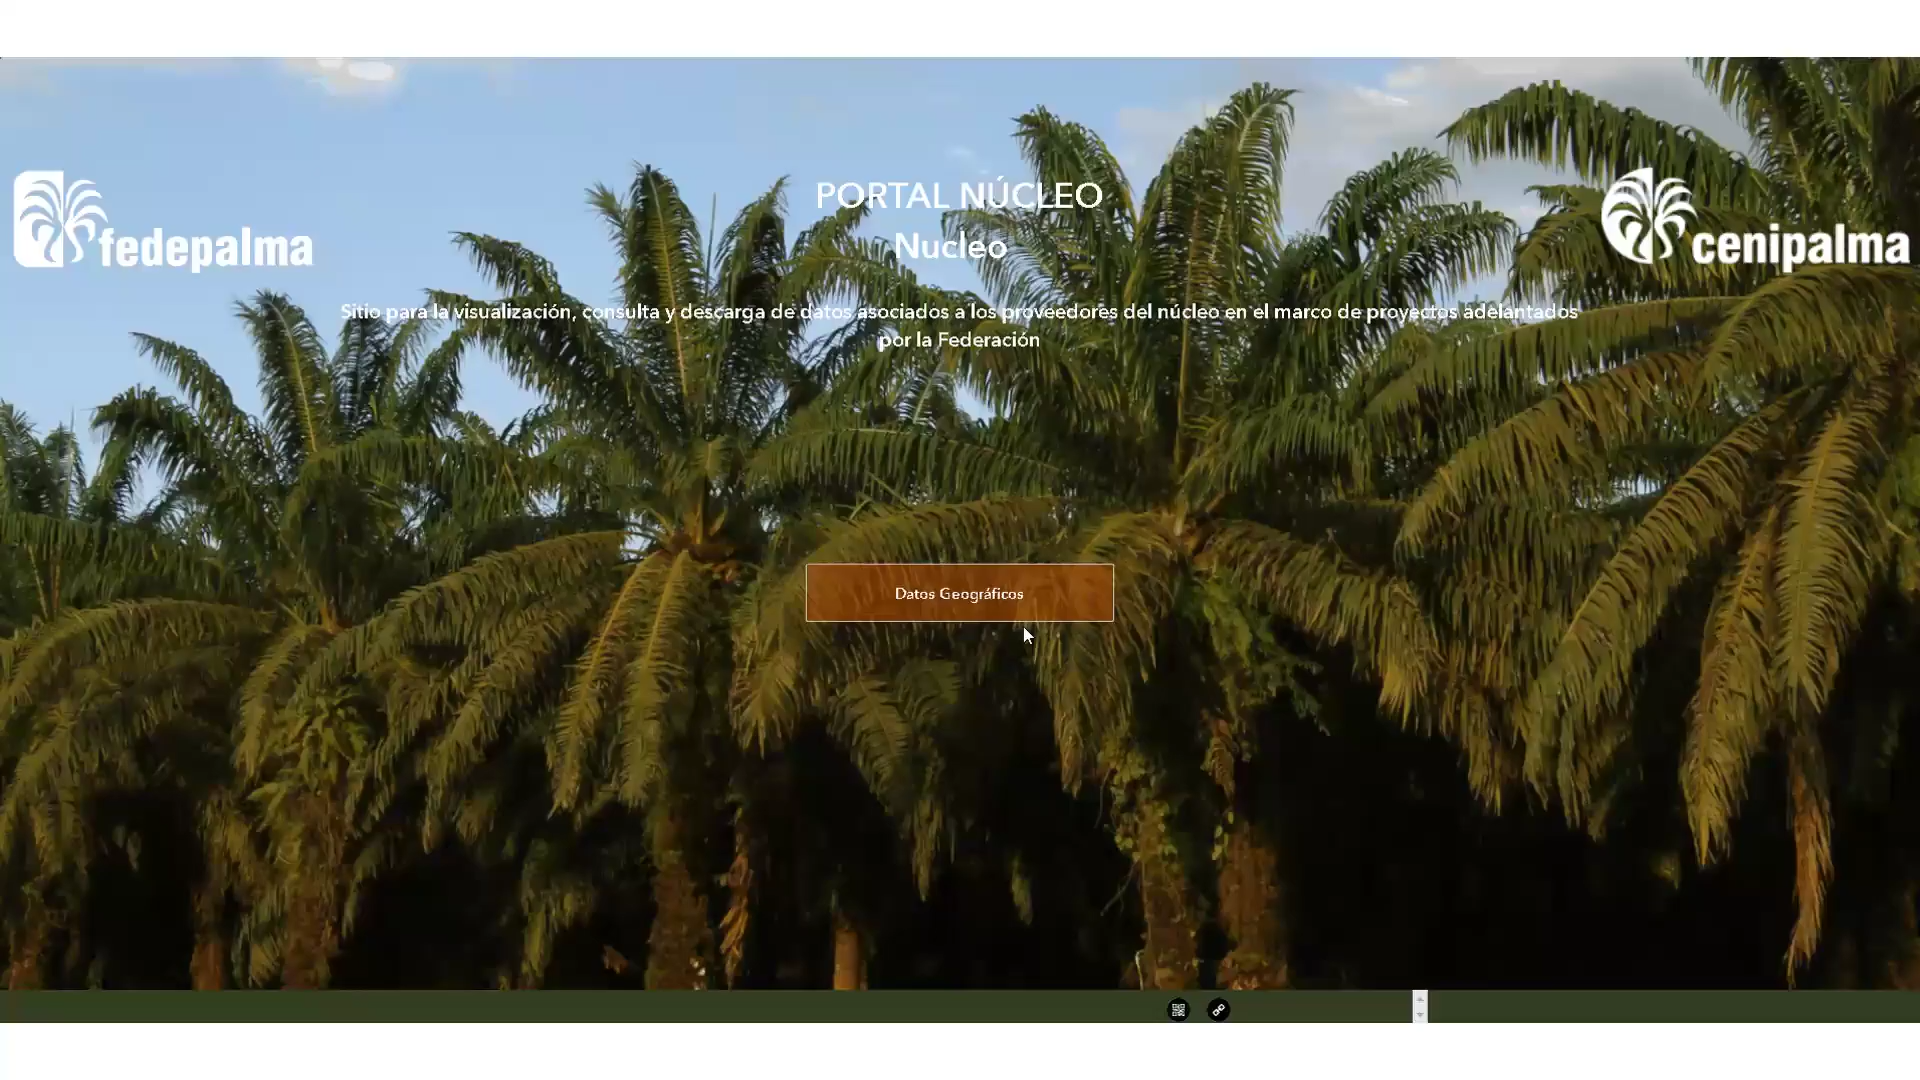 fedepalma
PORTAL NÚCLEO
Nucleo
cenipalma
Sitio para la visualización, consulta y descarga de datos asociados a los proveedores del núcleo en el marco de proyectos adelantados
por la Federación
Datos Geográficos